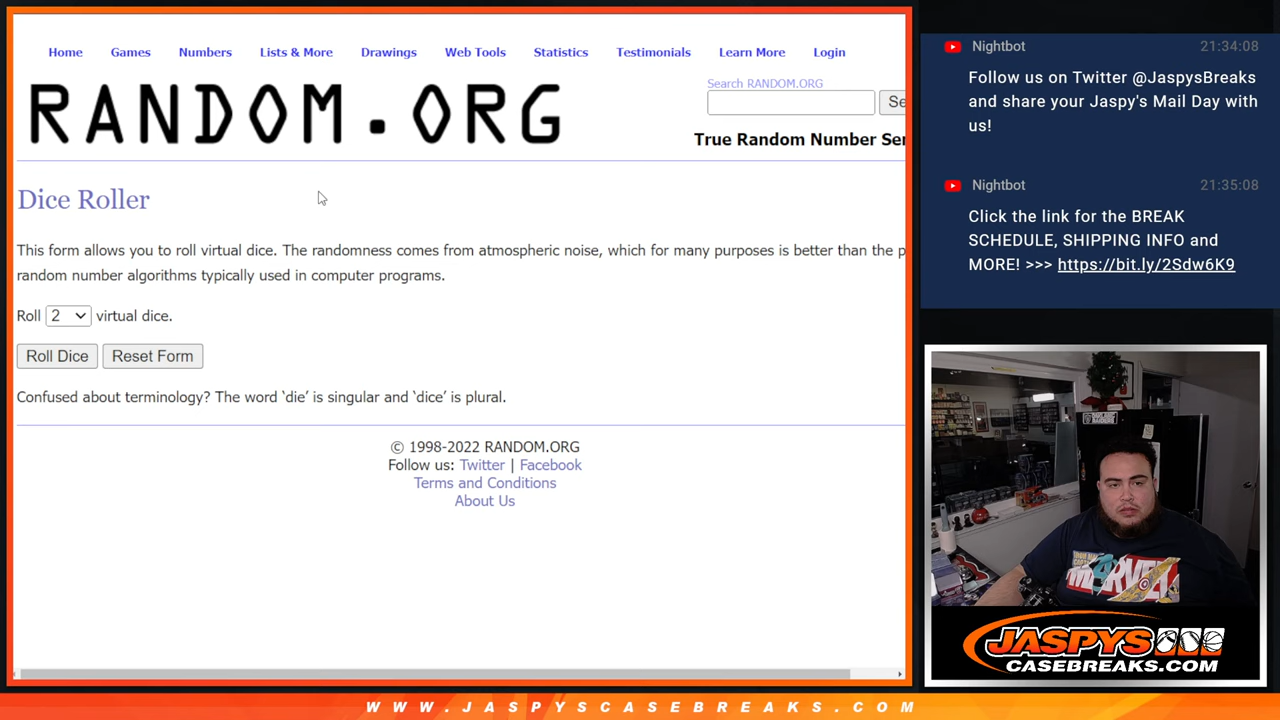 Home Games Numbers Lists & More Drawings Web Tools Statistics Testimonials Learn More Login
RANDOM.ORG
Search RANDOM.ORG
Se
True Random Number Ser
Dice Roller
This form allows you to roll virtual dice. The randomness comes from atmospheric noise, which for many purposes is better than the p
random number algorithms typically used in computer programs.
Roll 2 virtual dice.
Roll Dice Reset Form
Confused about terminology? The word ‘die’ is singular and ‘dice’ is plural.
© 1998-2022 RANDOM.ORG
Follow us: Twitter | Facebook
Terms and Conditions
About Us
Nightbot 21:34:08
Follow us on Twitter @JaspysBreaks
and share your Jaspy's Mail Day with
us!
Nightbot 21:35:08
Click the link for the BREAK
SCHEDULE, SHIPPING INFO and
MORE! >>> https://bit.ly/2Sdw6K9
MARVEL
JASPYS
CASEBREAKS.COM
WWW.JASPYSCASEBREAKS.COM